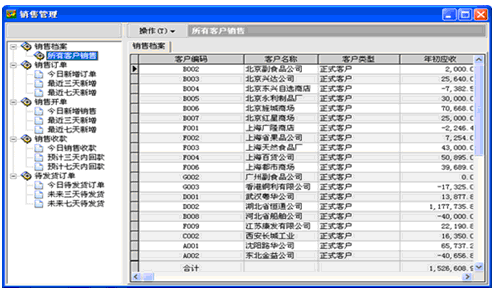 销售管理
操作(T)
所有客户销售
销售档案
所有客户销售
销售订单
今日新增订单
最近三天新增
最近七天新增
销售开单
今日新增销售
最近三天新增
最近七天新增
销售收款
今日销售收款
预计三天内回款
预计七天内回款
待发货订单
今日待发货订单
未来三天待发货
未来七天待发货
销售档案
客户编码 客户名称 客户类型 年初应收
B002 北京副食品公司 正式客户 2,000.0
B003 北京兴达公司 正式客户 25,640.0
B004 北京东兴自选商店 正式客户 -7,382.5
B005 北京永利制品厂 正式客户 30,000.0
B006 北京旌城商场 正式客户 70,668.0
B007 北京红星商场 正式客户 25,000.0
F001 上海广隆商店 正式客户 -2,246.4
F002 上海省果品公司 正式客户 7,254.0
F003 上海天然食品厂 正式客户 43,000.0
F004 上海百货公司 正式客户 50,895.0
F006 上海都市商场 正式客户 39,689.0
G002 广州副食品公司 正式客户 0.0
G003 香港绸利有限公司 正式客户 -17,325.0
D001 武汉粤华公司 正式客户 13,877.8
D002 湖北省恒通公司 正式客户 1,177,735.8
B008 河北省船舶公司 正式客户 -40,000.0
F009 江苏康发有限公司 正式客户 22,190.8
C002 西安长城工业 正式客户 16,350.0
A001 沈阳路华公司 正式客户 65,737.2
A002 东北金益公司 正式客户 -40,656.8
合计 1,526,608.9